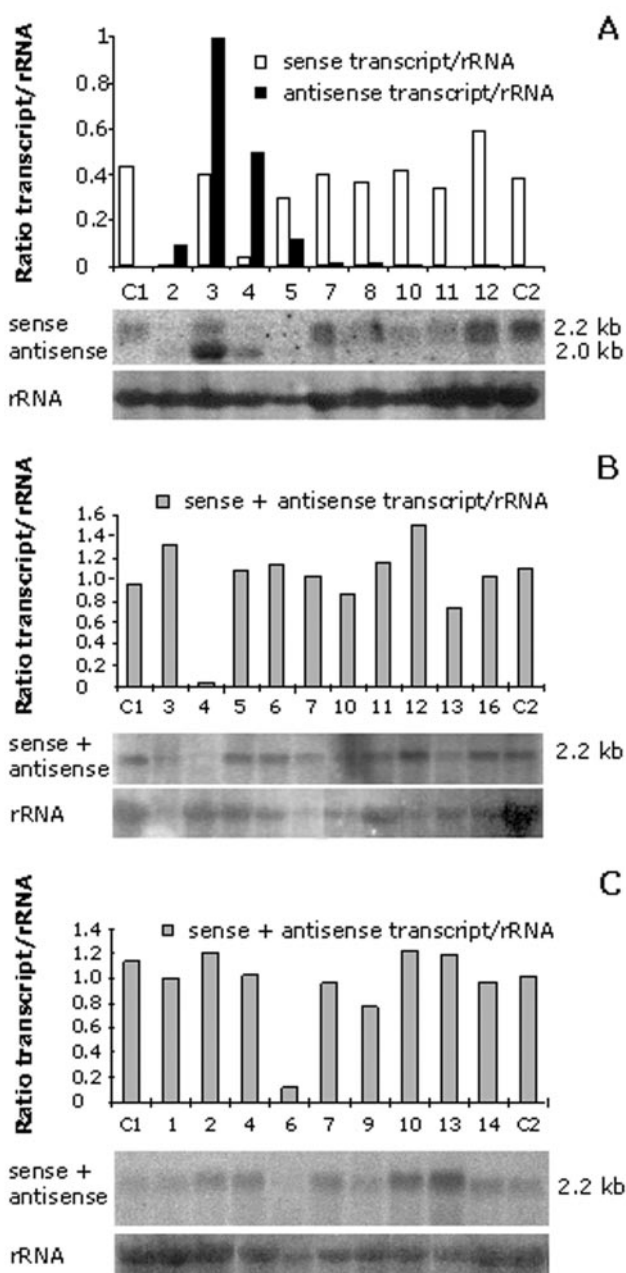 A
Ratio transcript/rRNA
1
0.8
0.6
0.4
0.2
0
sense transcript/rRNA
antisense transcript/rRNA
C1 2 3 4 5 7 8 10 11 12 C2
sense
antisense
2.2 kb
2.0 kb
rRNA
B
Ratio transcript/rRNA
sense + antisense transcript/rRNA
1.6
1.4
1.2
1.0
0.8
0.6
0.4
0.2
0
C1 3 4 5 6 7 10 11 12 13 16 C2
sense +
antisense
2.2 kb
rRNA
C
Ratio transcript/rRNA
sense + antisense transcript/rRNA
1.4
1.2
1.0
0.8
0.6
0.4
0.2
0
C1 1 2 4 6 7 9 10 13 14 C2
sense +
antisense
2.2 kb
rRNA